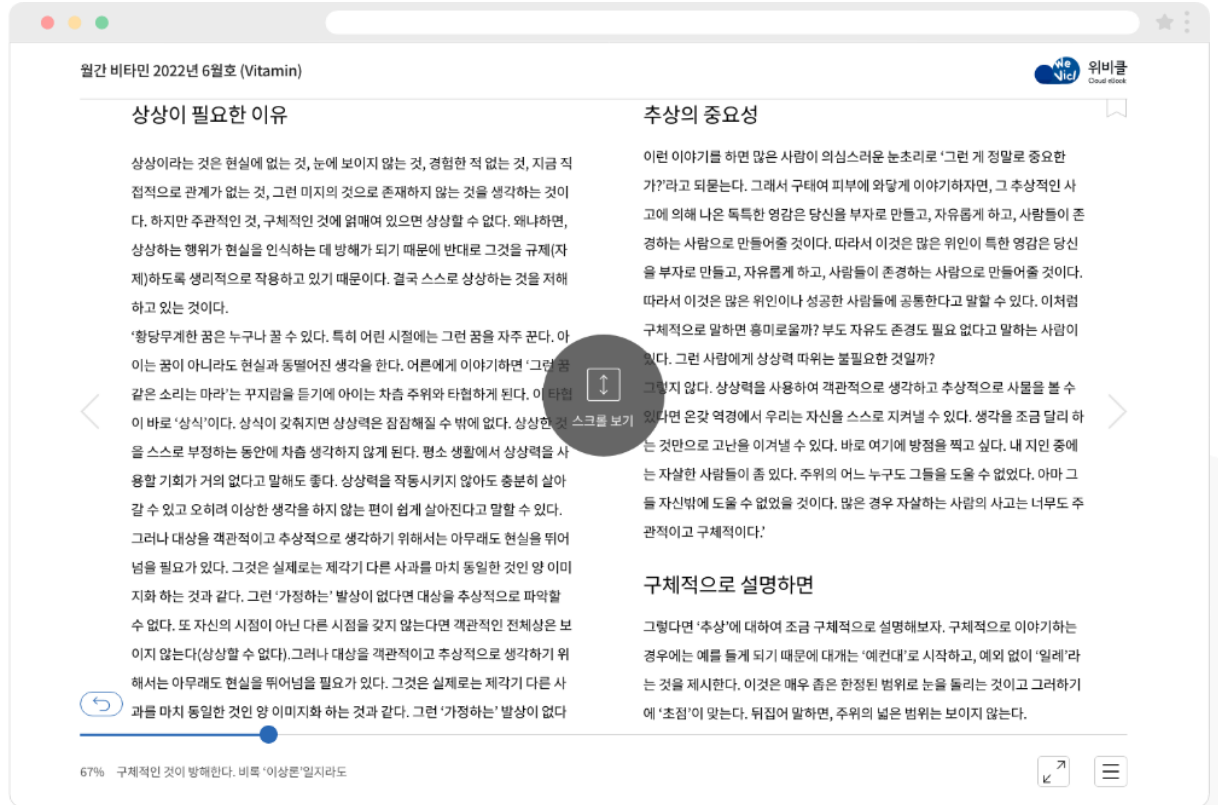 월간 비타민 2022년 6월호 (Vitamin)
We
Vicl
위비클
Cloud eBook
상상이 필요한 이유
상상이라는 것은 현실에 없는 것, 눈에 보이지 않는 것, 경험한 적 없는 것, 지금 직
접적으로 관계가 없는 것, 그런 미지의 것으로 존재하지 않는 것을 생각하는 것이
다. 하지만 주관적인 것, 구체적인 것에 얽매여 있으면 상상할 수 없다. 왜냐하면,
상상하는 행위가 현실을 인식하는 데 방해가 되기 때문에 반대로 그것을 규제(자
제)하도록 생리적으로 작용하고 있기 때문이다. 결국 스스로 상상하는 것을 저해
하고 있는 것이다.
‘황당무계한 꿈은 누구나 꿀 수 있다. 특히 어린 시절에는 그런 꿈을 자주 꾼다. 아
이는 꿈이 아니라도 현실과 동떨어진 생각을 한다. 어른에게 이야기하면 ‘그런 꿈
같은 소리는 마라’는 꾸지람을 듣기에 아이는 차츰 주위와 타협하게 된다. 이 타협
이 바로 ‘상식’이다. 상식이 갖춰지면 상상력은 잠잠해질 수 밖에 없다. 상상한 것
을 스스로 부정하는 동안에 차츰 생각하지 않게 된다. 평소 생활에서 상상력을 사
용할 기회가 거의 없다고 말해도 좋다. 상상력을 작동시키지 않아도 충분히 살아
갈 수 있고 오히려 이상한 생각을 하지 않는 편이 쉽게 살아진다고 말할 수 있다.
그러나 대상을 객관적이고 추상적으로 생각하기 위해서는 아무래도 현실을 뛰어
넘을 필요가 있다. 그것은 실제로는 제각기 다른 사과를 마치 동일한 것인 양 이미
지화 하는 것과 같다. 그런 ‘가정하는’ 발상이 없다면 대상을 추상적으로 파악할
수 없다. 또 자신의 시점이 아닌 다른 시점을 갖지 않는다면 객관적인 전체상은 보
이지 않는다(상상할 수 없다).그러나 대상을 객관적이고 추상적으로 생각하기 위
해서는 아무래도 현실을 뛰어넘을 필요가 있다. 그것은 실제로는 제각기 다른 사
과를 마치 동일한 것인 양 이미지화 하는 것과 같다. 그런 ‘가정하는’ 발상이 없다
추상의 중요성
이런 이야기를 하면 많은 사람이 의심스러운 눈초리로 ‘그런 게 정말로 중요한
가?’라고 되묻는다. 그래서 구태여 피부에 와닿게 이야기하자면, 그 추상적인 사
고에 의해 나온 독특한 영감은 당신을 부자로 만들고, 자유롭게 하고, 사람들이 존
경하는 사람으로 만들어줄 것이다. 따라서 이것은 많은 위인이 특한 영감은 당신
을 부자로 만들고, 자유롭게 하고, 사람들이 존경하는 사람으로 만들어줄 것이다.
따라서 이것은 많은 위인이나 성공한 사람들에 공통한다고 말할 수 있다. 이처럼
구체적으로 말하면 흥미로울까? 부도 자유도 존경도 필요 없다고 말하는 사람이
있다. 그런 사람에게 상상력 따위는 불필요한 것일까?
그렇지 않다. 상상력을 사용하여 객관적으로 생각하고 추상적으로 사물을 볼 수
있다면 온갖 역경에서 우리는 자신을 스스로 지켜낼 수 있다. 생각을 조금 달리 하
는 것만으로 고난을 이겨낼 수 있다. 바로 여기에 방점을 찍고 싶다. 내 지인 중에
는 자살한 사람들이 좀 있다. 주위의 어느 누구도 그들을 도울 수 없었다. 아마 그
들 자신밖에 도울 수 없었을 것이다. 많은 경우 자살하는 사람의 사고는 너무도 주
관적이고 구체적이다.’
구체적으로 설명하면
그렇다면 ‘추상’에 대하여 조금 구체적으로 설명해보자. 구체적으로 이야기하는
경우에는 예를 들게 되기 때문에 대개는 ‘예컨대’로 시작하고, 예외 없이 ‘일례’라
는 것을 제시한다. 이것은 매우 좁은 한정된 범위로 눈을 돌리는 것이고 그러하기
에 ‘초점’이 맞는다. 뒤집어 말하면, 주위의 넓은 범위는 보이지 않는다.
스크롤 보기
67% 구체적인 것이 방해한다. 비록 ‘이상론’일지라도